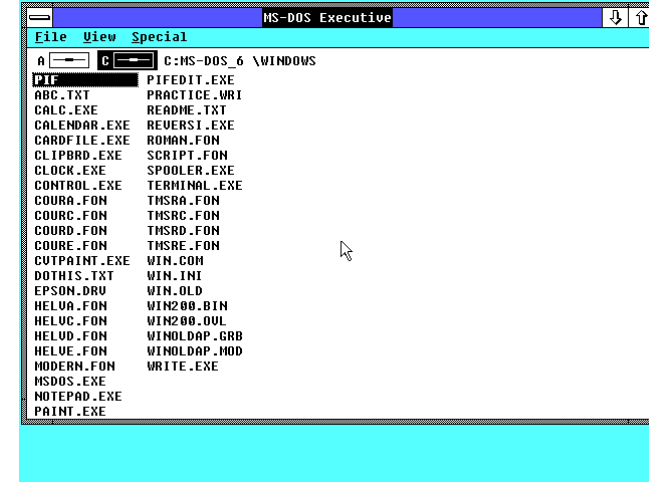 MS-DOS Executive
File View Special
A C C:MS-DOS_6 \WINDOWS
PIF PIFEDIT.EXE
ABC.TXT PRACTICE.WRI
CALC.EXE README.TXT
CALENDAR.EXE REVERSI.EXE
CARDFILE.EXE ROMAN.FON
CLIPBRD.EXE SCRIPT.FON
CLOCK.EXE SPOOLER.EXE
CONTROL.EXE TERMINAL.EXE
COURA.FON TMSRA.FON
COURC.FON TMSRC.FON
COURD.FON TMSRD.FON
COURE.FON TMSRE.FON
CVTPAINT.EXE WIN.COM
DOTHIS.TXT WIN.INI
EPSON.DRV WIN.OLD
HELVA.FON WIN200.BIN
HELVC.FON WIN200.OVL
HELVD.FON WINOLDAP.GRB
HELVE.FON WINOLDAP.MOD
MODERN.FON WRITE.EXE
MSDOS.EXE
NOTEPAD.EXE
PAINT.EXE